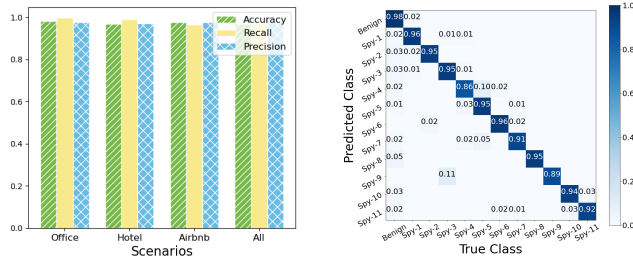 1.0
0.8
0.6
0.4
0.2
0.0
Accuracy
Recall
Precision
Office Hotel Airbnb All
Scenarios
Predicted Class
Benign 0.98 0.02
Spy-1 0.02 0.96 0.01 0.01
Spy-2 0.03 0.02 0.95
Spy-3 0.03 0.01 0.95 0.01
Spy-4 0.02 0.86 0.10 0.02
Spy-5 0.01 0.03 0.95 0.01
Spy-6 0.02 0.96 0.02
Spy-7 0.02 0.02 0.05 0.91
Spy-8 0.05 0.95
Spy-9 0.11 0.89
Spy-10 0.03 0.94 0.03
Spy-11 0.02 0.02 0.01 0.03 0.92
Benign Spy-1 Spy-2 Spy-3 Spy-4 Spy-5 Spy-6 Spy-7 Spy-8 Spy-9 Spy-10 Spy-11
True Class
1.0
0.8
0.6
0.4
0.2
0.0